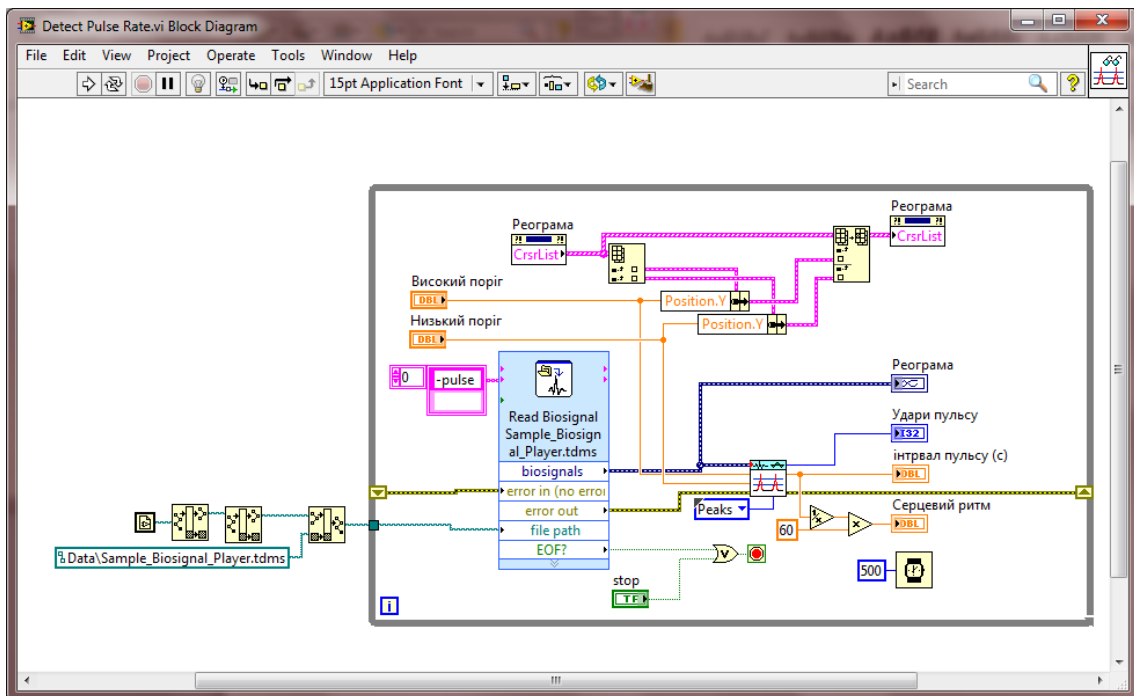 Detect Pulse Rate.vi Block Diagram
File Edit View Project Operate Tools Window Help
15pt Application Font
Search
Реограма
CrsrList
Реограма
CrsrList
Високий поріг
DBL
Position.Y
Низький поріг
DBL
Position.Y
0
-pulse
Read Biosignal
Sample_Biosign
al_Player.tdms
biosignals
error in (no erroi
error out
file path
EOF?
Реограма
Удари пульсу
I32
інтрвал пульсу (с)
DBL
Peaks
Серцевий ритм
60
1/x
x
DBL
Data\Sample_Biosignal_Player.tdms
V
stop
TF
500
i